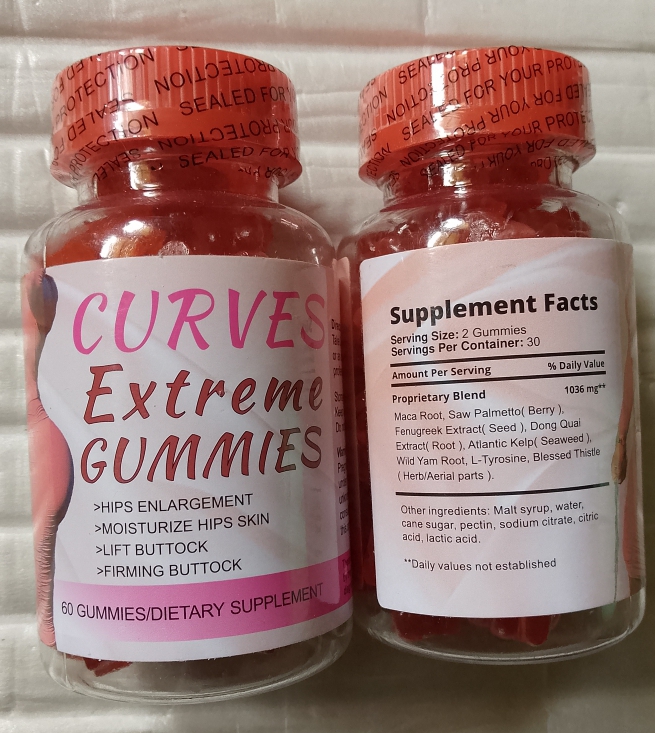 SEALED FOR
PROTECTION
SEALED FOR
CURVES
Extreme
GUMMIES
>HIPS ENLARGEMENT
>MOISTURIZE HIPS SKIN
>LIFT BUTTOCK
>FIRMING BUTTOCK
60 GUMMIES/DIETARY SUPPLEMENT
SEALED FOR YOUR
Supplement Facts
Serving Size: 2 Gummies
Servings Per Container: 30
Amount Per Serving % Daily Value
Proprietary Blend 1036 mg**
Maca Root, Saw Palmetto( Berry ),
Fenugreek Extract( Seed ), Dong Quai
Extract( Root ), Atlantic Kelp( Seaweed ),
Wild Yam Root, L-Tyrosine, Blessed Thistle
( Herb/Aerial parts ).
Other ingredients: Malt syrup, water,
cane sugar, pectin, sodium citrate, citric
acid, lactic acid.
**Daily values not established